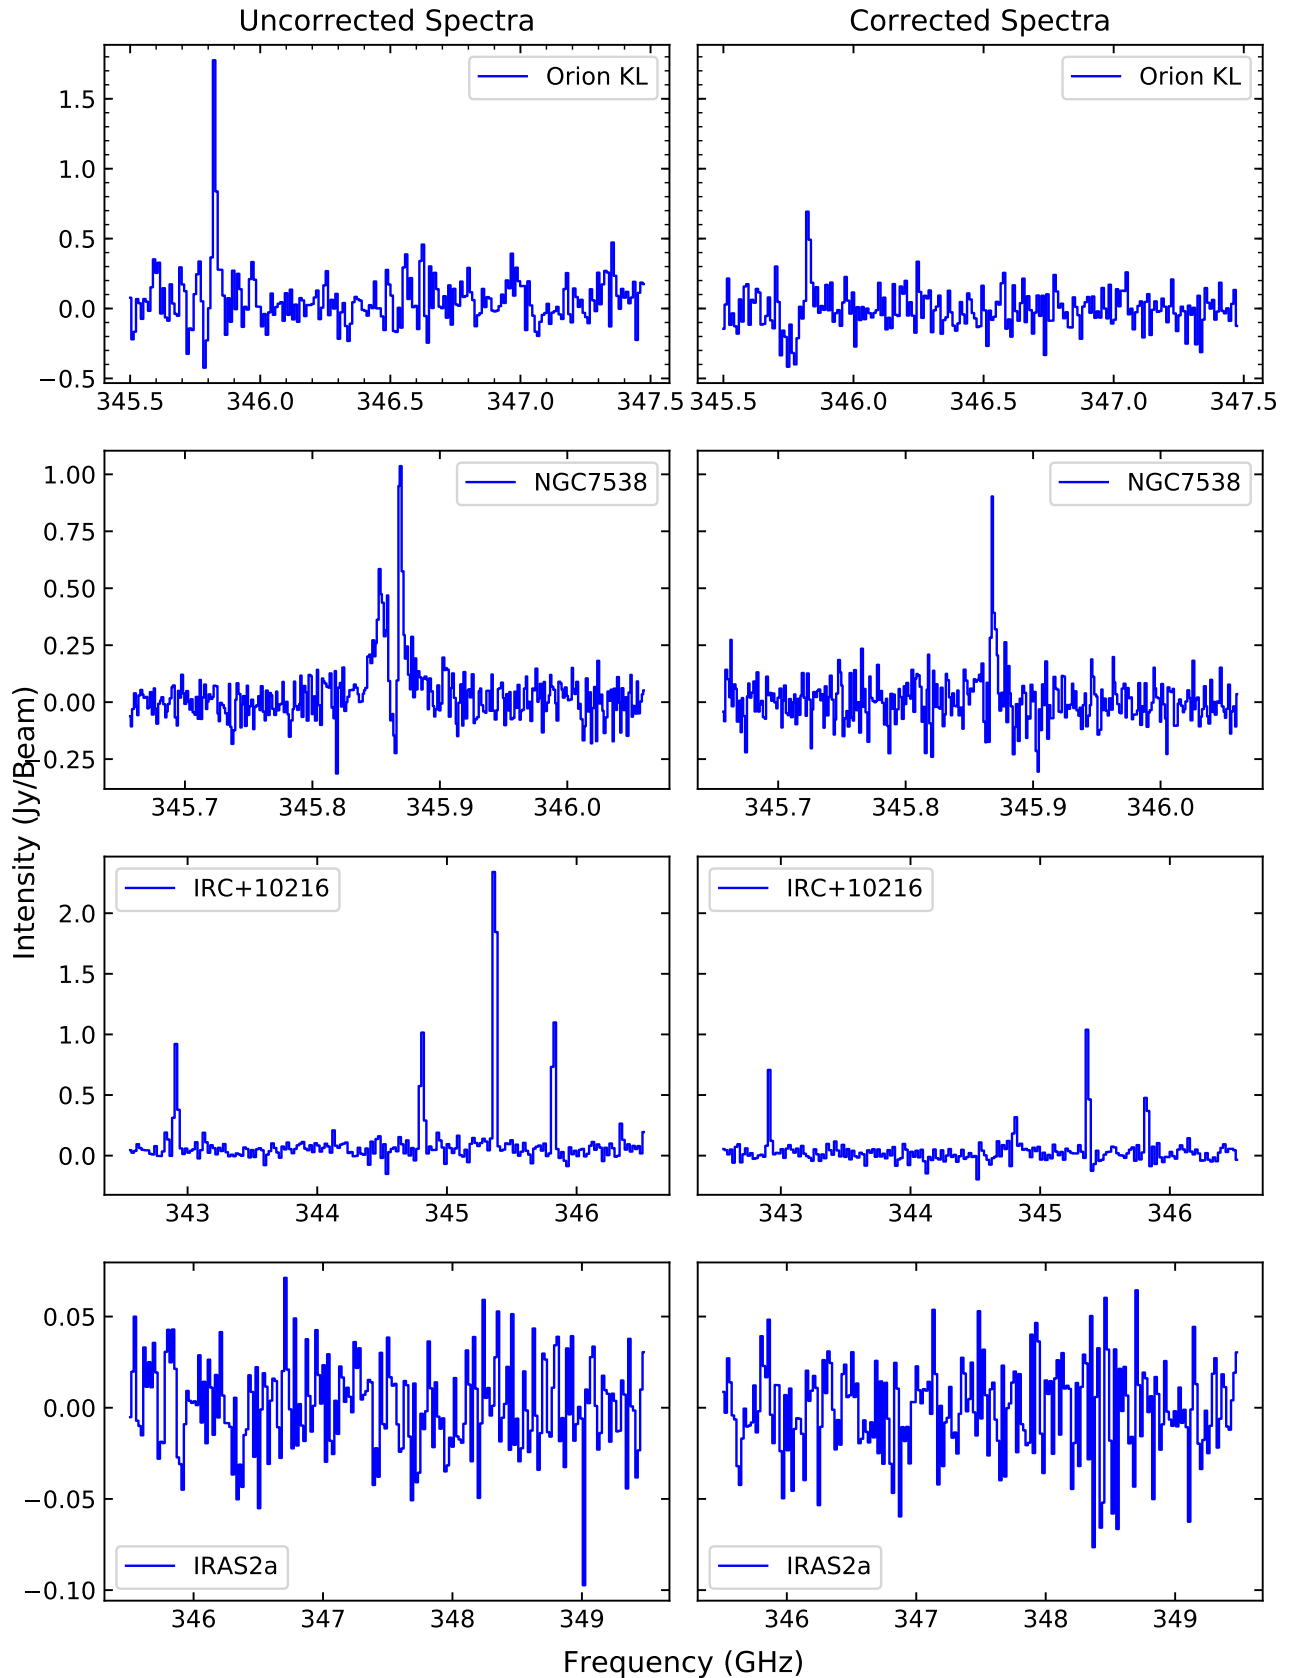 Uncorrected Spectra
Corrected Spectra
Orion KL
Orion KL
1.5
1.0
0.5
0.0
−0.5
345.5 346.0 346.5 347.0 347.5
345.5 346.0 346.5 347.0 347.5
NGC7538
NGC7538
1.00
0.75
0.50
0.25
0.00
−0.25
345.7 345.8 345.9 346.0
345.7 345.8 345.9 346.0
Intensity (Jy/Beam)
IRC+10216
IRC+10216
2.0
1.5
1.0
0.5
0.0
343 344 345 346
343 344 345 346
0.05
0.00
−0.05
−0.10
IRAS2a
IRAS2a
346 347 348 349
346 347 348 349
Frequency (GHz)